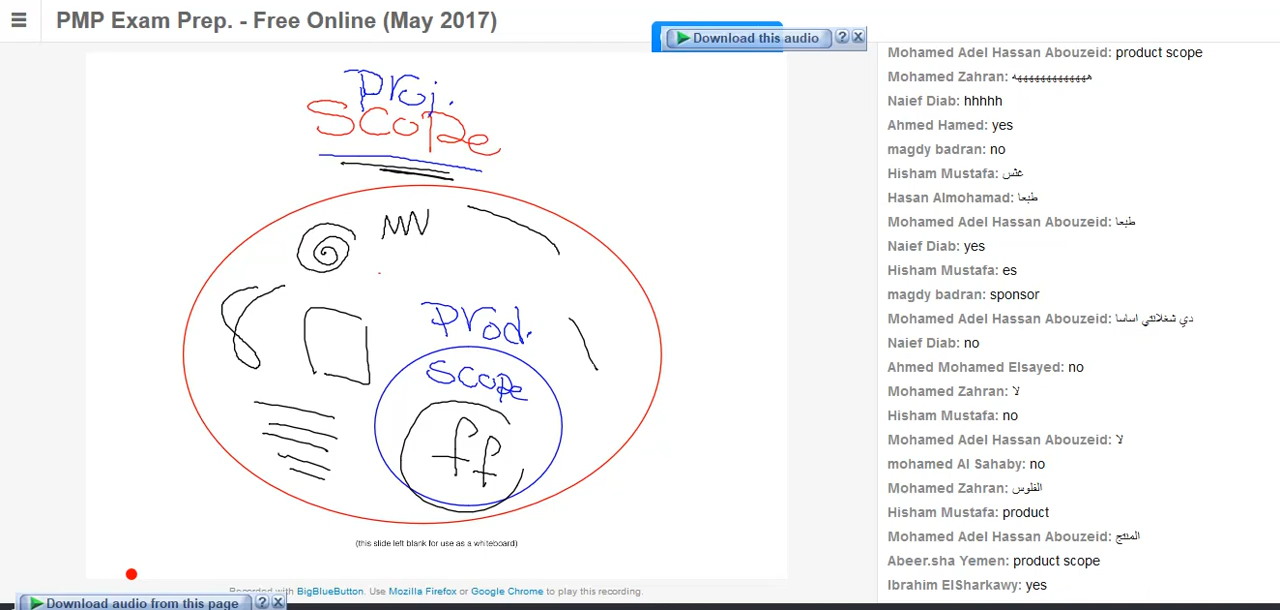 PMP Exam Prep. - Free Online (May 2017)
Download this audio
Proj.
Scope
Prod.
Scope
ff
(this slide left blank for use as a whiteboard)
Recorded with BigBlueButton. Use Mozilla Firefox or Google Chrome to play this recording.
Download audio from this page
Mohamed Adel Hassan Abouzeid: product scope
Mohamed Zahran: هههههههههههههه
Naief Diab: hhhhh
Ahmed Hamed: yes
magdy badran: no
Hisham Mustafa: غثس
Hasan Almohamad: طبعا
Mohamed Adel Hassan Abouzeid: طبعا
Naief Diab: yes
Hisham Mustafa: es
magdy badran: sponsor
Mohamed Adel Hassan Abouzeid: دي شغلانتي اساسا
Naief Diab: no
Ahmed Mohamed Elsayed: no
Mohamed Zahran: لا
Hisham Mustafa: no
Mohamed Adel Hassan Abouzeid: لا
mohamed Al Sahaby: no
Mohamed Zahran: الفلوس
Hisham Mustafa: product
Mohamed Adel Hassan Abouzeid: المنتج
Abeer.sha Yemen: product scope
Ibrahim ElSharkawy: yes